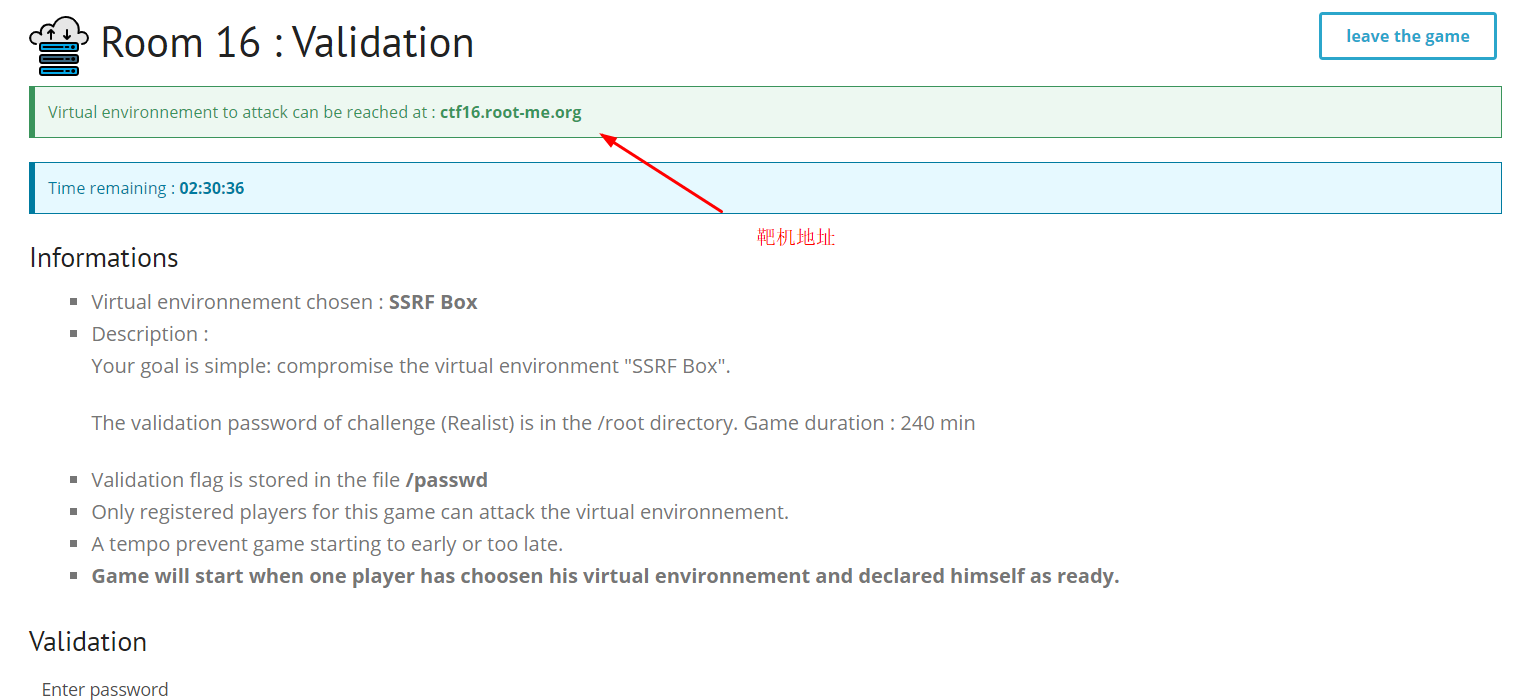 Room 16 : Validation
leave the game
Virtual environnement to attack can be reached at : ctf16.root-me.org
Time remaining : 02:30:36
靶机地址
Informations
Virtual environnement chosen : SSRF Box
Description :
Your goal is simple: compromise the virtual environment "SSRF Box".
The validation password of challenge (Realist) is in the /root directory. Game duration : 240 min
Validation flag is stored in the file /passwd
Only registered players for this game can attack the virtual environnement.
A tempo prevent game starting to early or too late.
Game will start when one player has choosen his virtual environnement and declared himself as ready.
Validation
Enter password